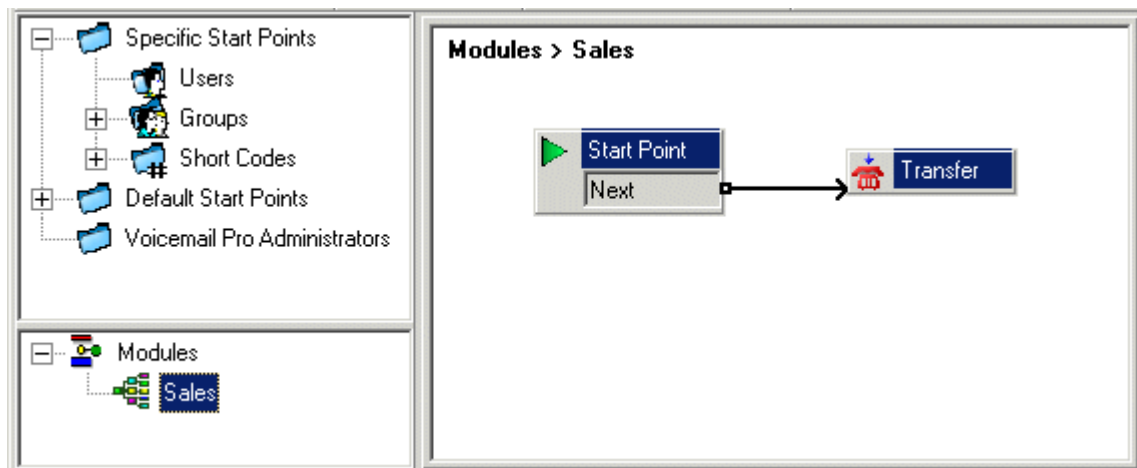 Specific Start Points
Users
Groups
Short Codes
Default Start Points
Voicemail Pro Administrators
Modules
Sales
Modules > Sales
Start Point
Next
Transfer